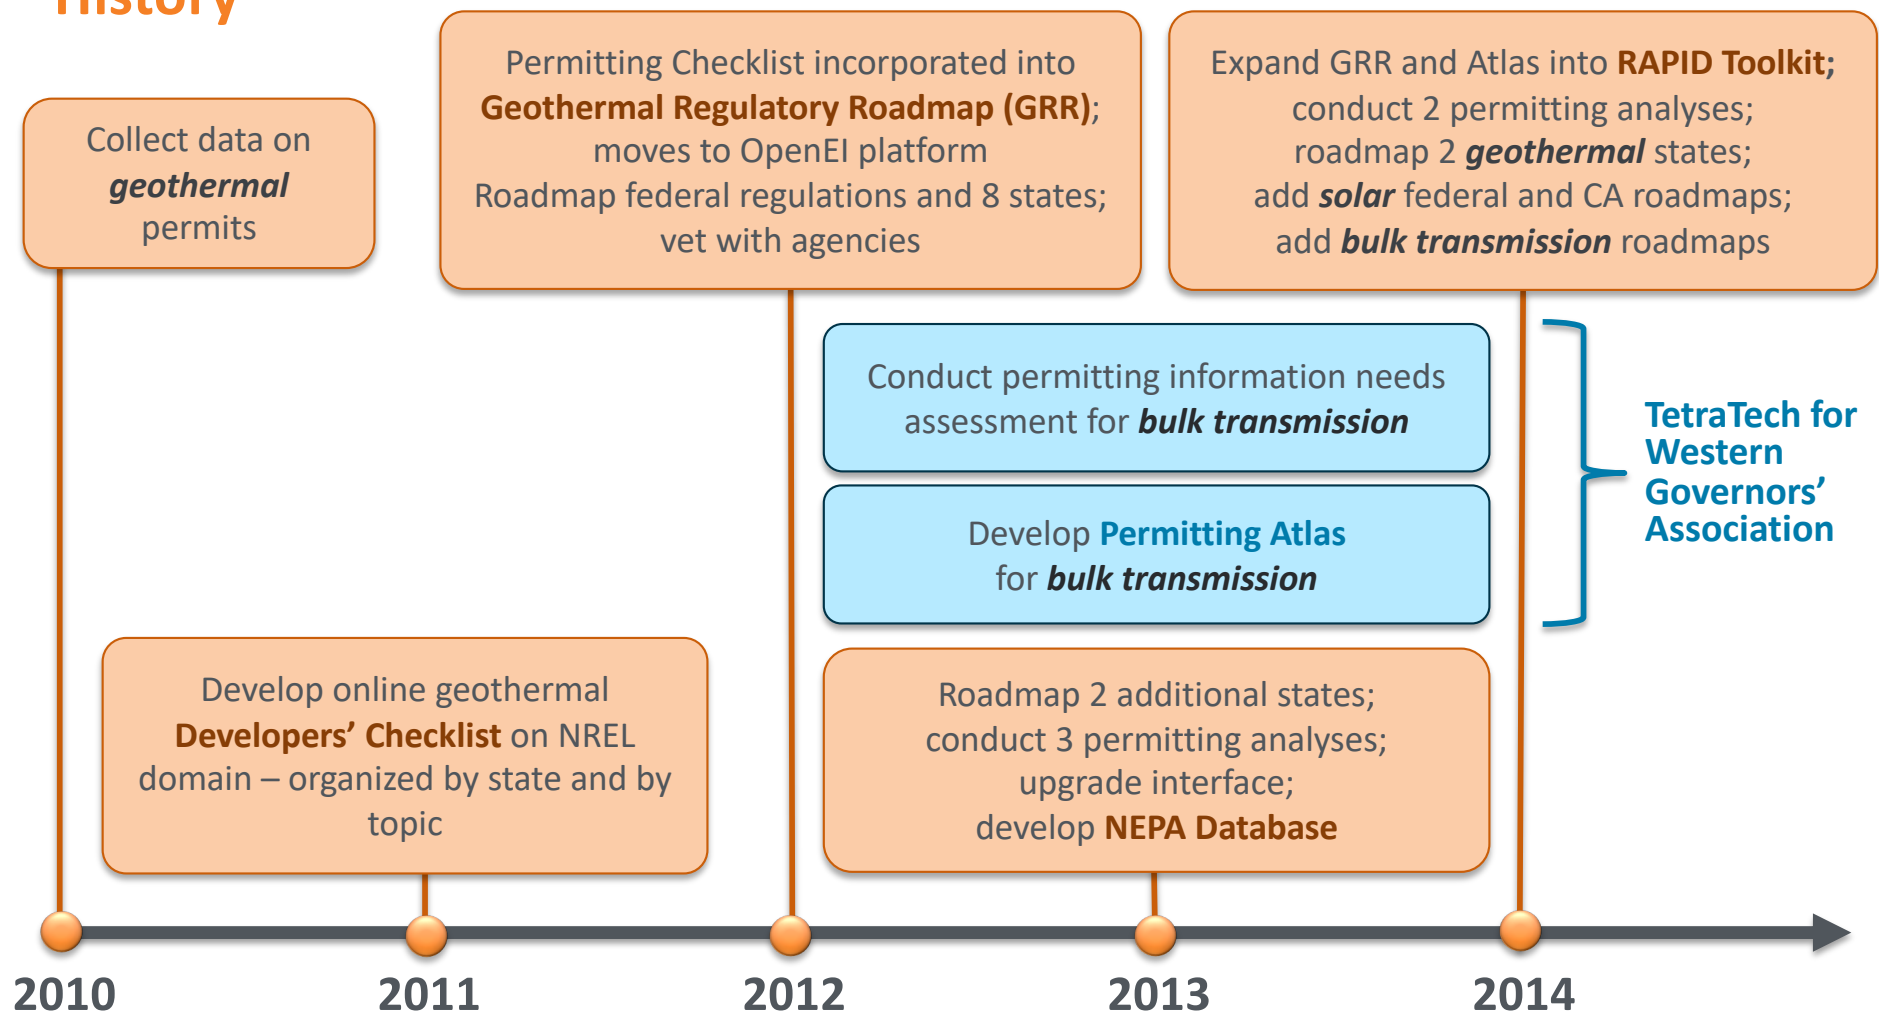 History
Collect data on
geothermal
permits
Permitting Checklist incorporated into
Geothermal Regulatory Roadmap (GRR);
moves to OpenEI platform
Roadmap federal regulations and 8 states;
vet with agencies
Expand GRR and Atlas into RAPID Toolkit;
conduct 2 permitting analyses;
roadmap 2 geothermal states;
add solar federal and CA roadmaps;
add bulk transmission roadmaps
Conduct permitting information needs
assessment for bulk transmission
Develop Permitting Atlas
for bulk transmission
TetraTech for
Western
Governors’
Association
Develop online geothermal
Developers’ Checklist on NREL
domain – organized by state and by
topic
Roadmap 2 additional states;
conduct 3 permitting analyses;
upgrade interface;
develop NEPA Database
2010
2011
2012
2013
2014